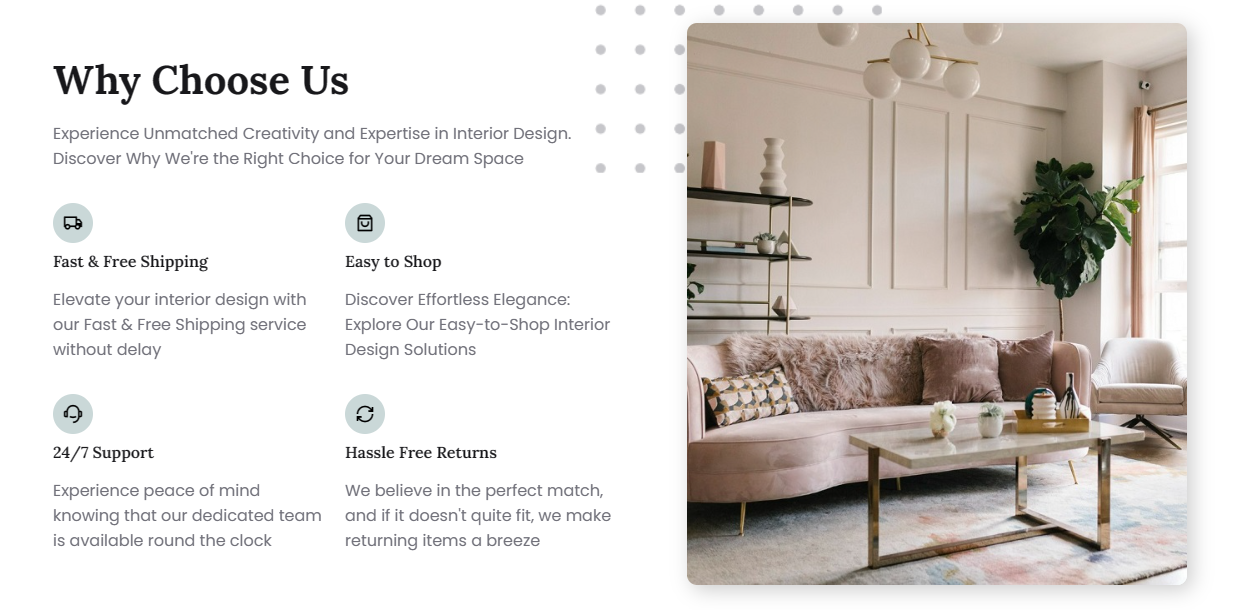 Why Choose Us
Experience Unmatched Creativity and Expertise in Interior Design.
Discover Why We're the Right Choice for Your Dream Space
Fast & Free Shipping
Elevate your interior design with
our Fast & Free Shipping service
without delay
Easy to Shop
Discover Effortless Elegance:
Explore Our Easy-to-Shop Interior
Design Solutions
24/7 Support
Experience peace of mind
knowing that our dedicated team
is available round the clock
Hassle Free Returns
We believe in the perfect match,
and if it doesn't quite fit, we make
returning items a breeze